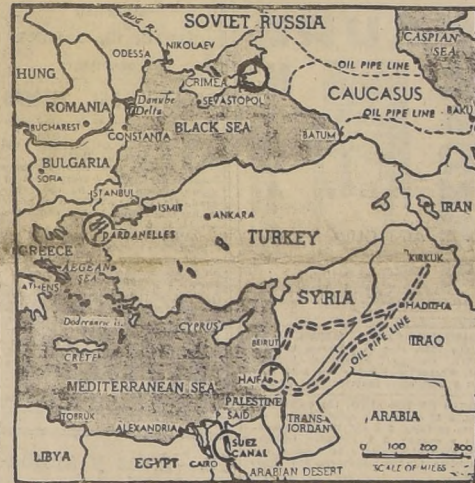 SOVIET RUSSIA
BUG R.
NIKOLAEV
ODESSA
CASPIAN
SEA
HUNG
OIL PIPE LINE
CRIMEA
CAUCASUS
ROMANIA
Danube
Delta
SEVASTOPOL
OIL PIPE LINE
BAKU
BUCHAREST
CONSTANTA
BLACK SEA
BATUM
BULGARIA
SOFIA
ISTANBUL
ISMIT
ANKARA
IRAN
DARDANELLES
TURKEY
GREECE
AEGEAN
SEA
KIRKUK
ATHENS
SYRIA
HADITHA
Dodecanese is.
CYPRUS
BEIRUT
OIL PIPE LINE
IRAQ
CRETE
HAIFA
MEDITERRANEAN SEA
PALESTINE
TOBRUK
ALEXANDRIA
P. SAID
TRANS-
JORDAN
ARABIA
SUEZ
CANAL
LIBYA
EGYPT
CAIRO
ARABIAN DESERT
0 100 200 300
SCALE OF MILES